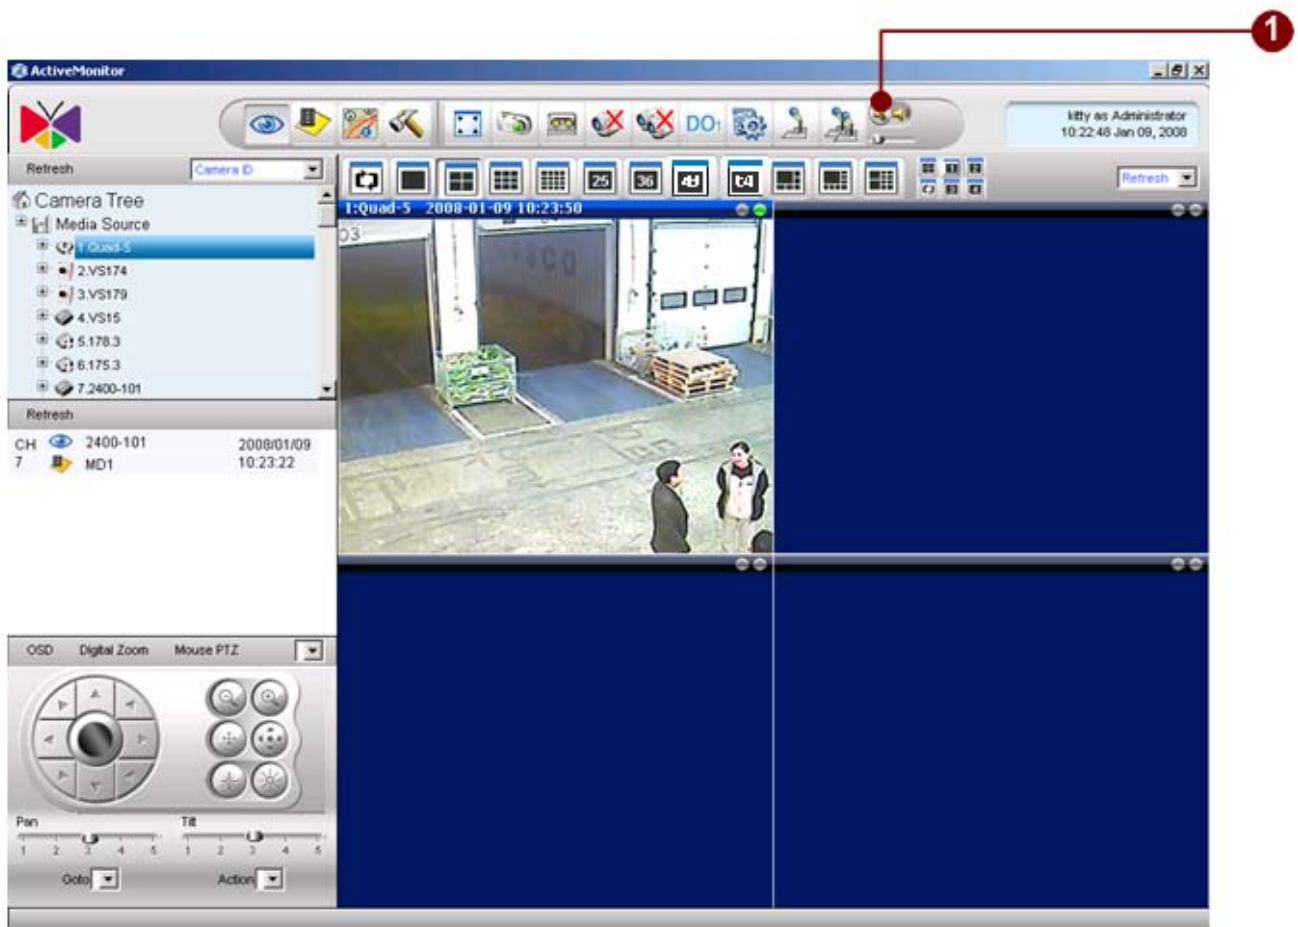 1
ActiveMonitor
DO1
kitty as Administrator
10:22:48 Jan 09, 2008
Refresh
Camera ID
25
36
Refresh
Camera Tree
Media Source
1.Quad-5
2.VS174
3.VS179
4.VS15
5.178.3
6.175.3
7.2400-101
1:Quad-5 2008-01-09 10:23:50
03
Refresh
CH 2400-101 2008/01/09
7 MD1 10:23:22
OSD Digital Zoom Mouse PTZ
Pan Tilt
1 2 3 4 5 1 2 3 4 5
Goto Action